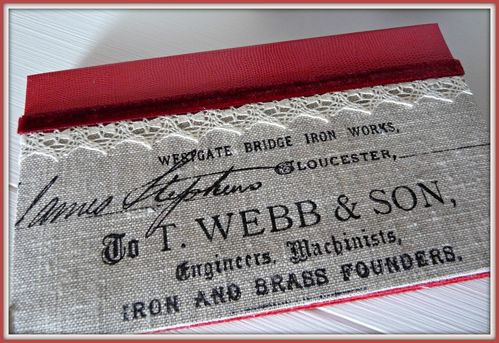 WESTGATE BRIDGE IRON WORKS,
GLOUCESTER,
James Stephens
To T. WEBB & SON,
Engineers, Machinists,
IRON AND BRASS FOUNDERS.